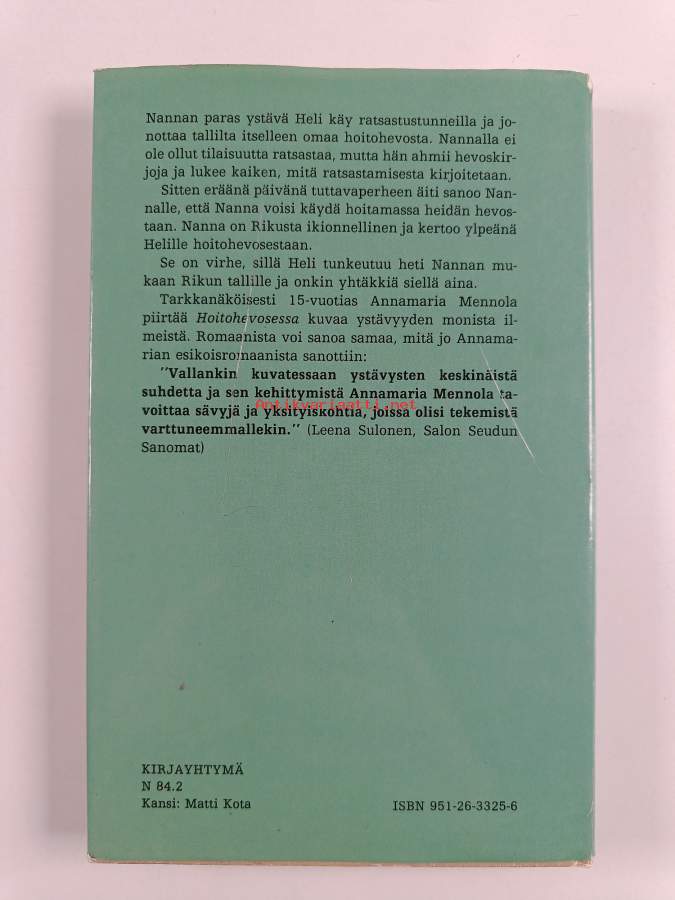 Nannan paras ystävä Heli käy ratsastustunneilla ja jo-
nottaa tallilta itselleen omaa hoitohevosta. Nannalla ei
ole ollut tilaisuutta ratsastaa, mutta hän ahmii hevoskir-
joja ja lukee kaiken, mitä ratsastamisesta kirjoitetaan.
Sitten eräänä päivänä tuttavaperheen äiti sanoo Nan-
nalle, että Nanna voisi käydä hoitamassa heidän hevos-
taan. Nanna on Rikusta ikionnellinen ja kertoo ylpeänä
Helille hoitohevosestaan.
Se on virhe, sillä Heli tunkeutuu heti Nannan mu-
kaan Rikun tallille ja onkin yhtäkkiä siellä aina.
Tarkkanäköisesti 15-vuotias Annamaria Mennola
piirtää Hoitohevosessa kuvaa ystävyyden monista il-
meistä. Romaanista voi sanoa samaa, mitä jo Annama-
rian esikoisromaanista sanottiin:
"Vallankin kuvatessaan ystävysten keskinäistä
suhdetta ja sen kehittymistä Annamaria Mennola ta-
Antikvariaatti.net
voittaa sävyjä ja yksityiskohtia, joissa olisi tekemistä
varttuneemmallekin." (Leena Sulonen, Salon Seudun
Sanomat)
KIRJAYHTYMÄ
N 84.2
Kansi: Matti Kota
ISBN 951-26-3325-6